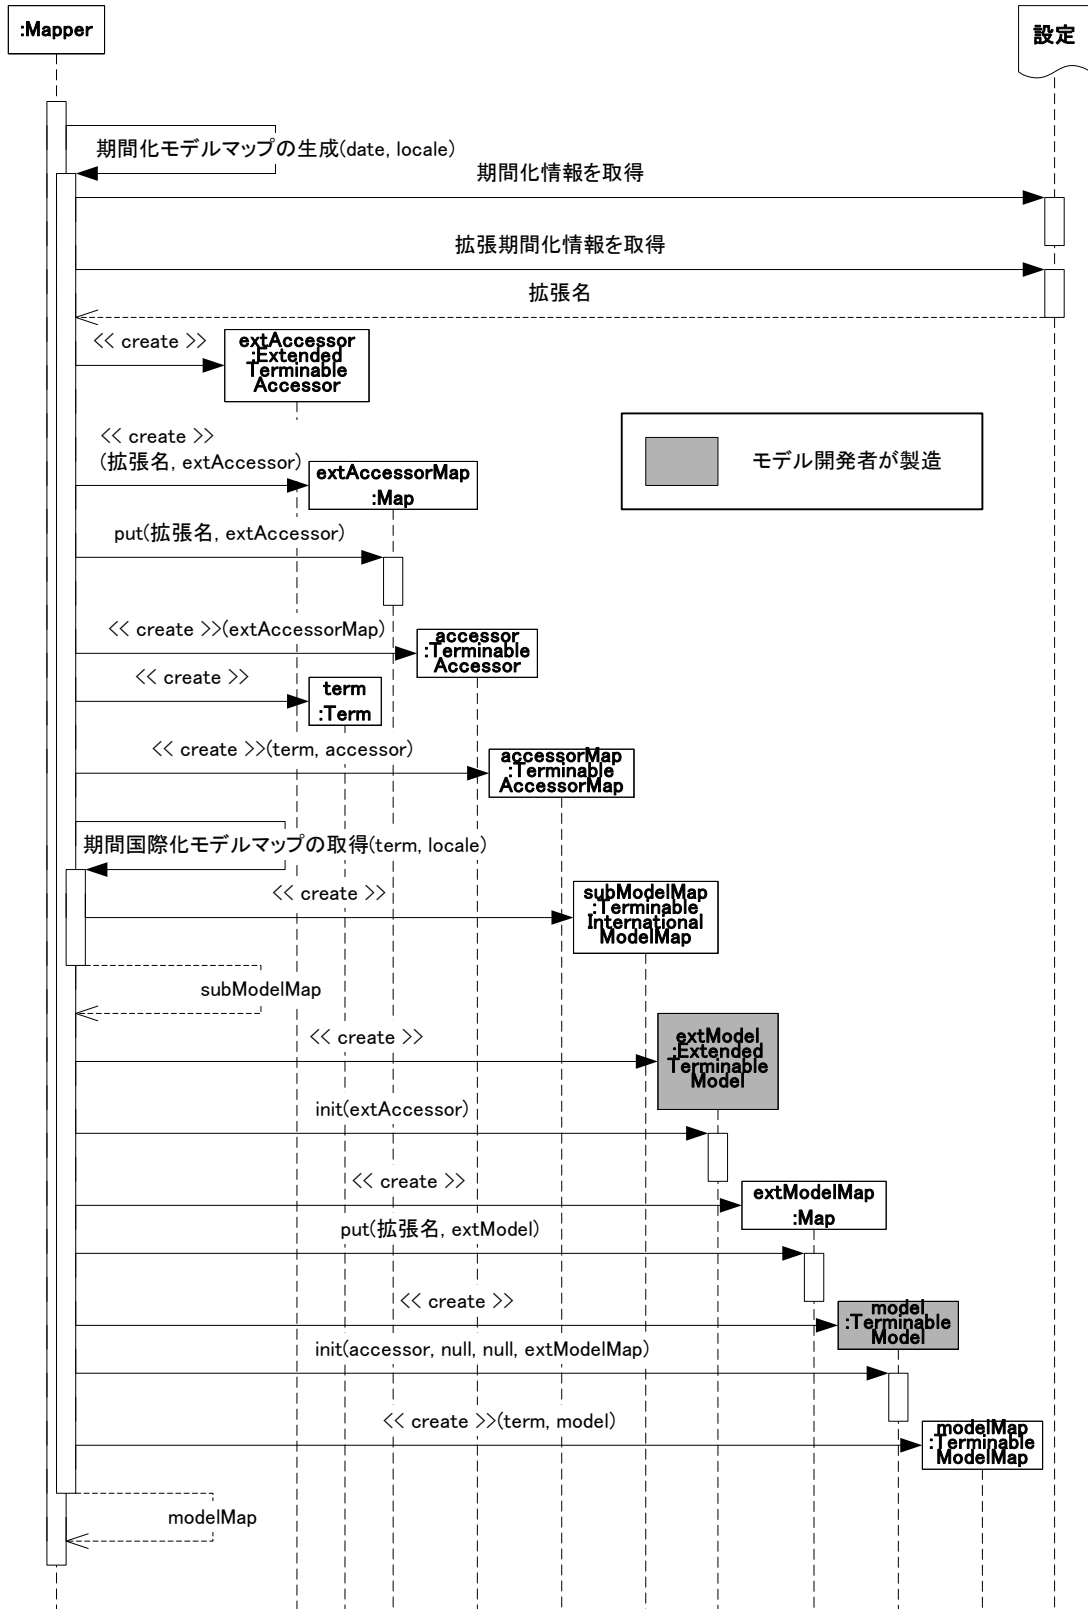 :Mapper
設定
期間化モデルマップの生成(date, locale)
期間化情報を取得
拡張期間化情報を取得
拡張名
<< create >>
extAccessor
:Extended
Terminable
Accessor
<< create >>
(拡張名, extAccessor)
extAccessorMap
:Map
モデル開発者が製造
put(拡張名, extAccessor)
<< create >>(extAccessorMap)
accessor
:Terminable
Accessor
<< create >>
term
:Term
<< create >>(term, accessor)
accessorMap
:Terminable
AccessorMap
期間国際化モデルマップの取得(term, locale)
<< create >>
subModelMap
:Terminable
International
ModelMap
subModelMap
<< create >>
extModel
:Extended
Terminable
Model
init(extAccessor)
<< create >>
extModelMap
:Map
put(拡張名, extModel)
<< create >>
model
:Terminable
Model
init(accessor, null, null, extModelMap)
<< create >>(term, model)
modelMap
:Terminable
ModelMap
modelMap